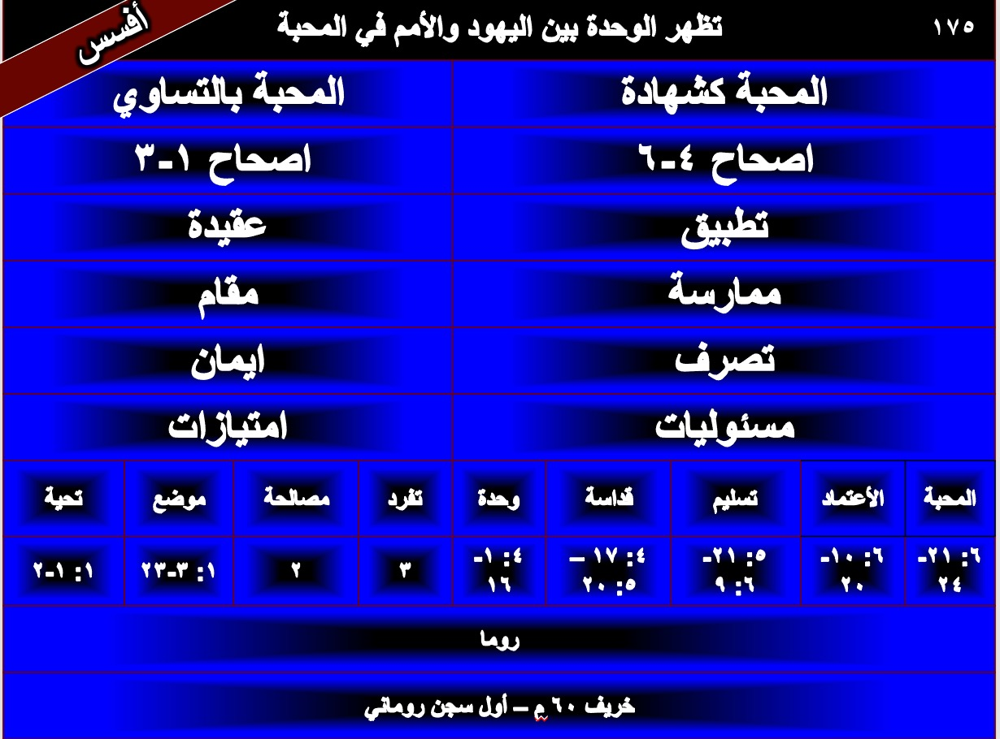 ١٧٥
تظهر الوحدة بين اليهود والأمم في المحبة
أفسس
المحبة كشهادة
المحبة بالتساوي
اصحاح ٤-٦
اصحاح ١-٣
تطبيق
عقيدة
ممارسة
مقام
تصرف
ايمان
مسئوليات
امتيازات
المحبة
الأعتماد
تسليم
قداسة
وحدة
تفرد
مصالحة
موضع
تحية
٦: ٢١-
٢٤
٦: ١٠-
٢٠
٥: ٢١-
٦: ٩
٤: ١٧ –
٥: ٢٠
٤: ١-
١٦
٣
٢
١: ٣-٢٣
١: ١-٢
روما
خريف ٦٠ م – أول سجن روماني